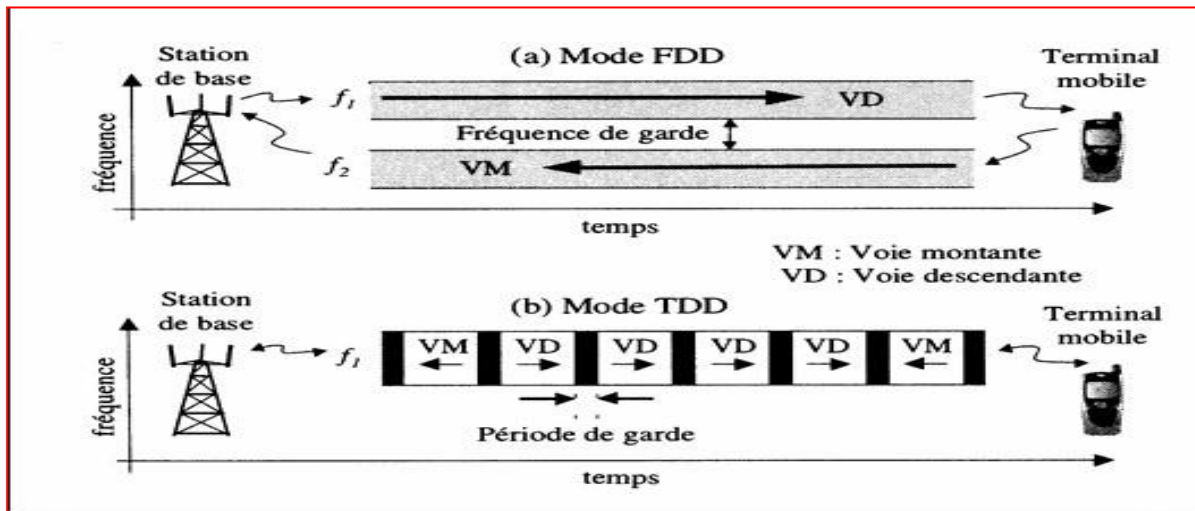 Station
de base
(a) Mode FDD
Terminal
mobile
fréquence
f1
VD
Fréquence de garde
f2
VM
temps
VM : Voie montante
VD : Voie descendante
Station
de base
(b) Mode TDD
Terminal
mobile
fréquence
f1
VM VD VD VD VD VM
Période de garde
temps